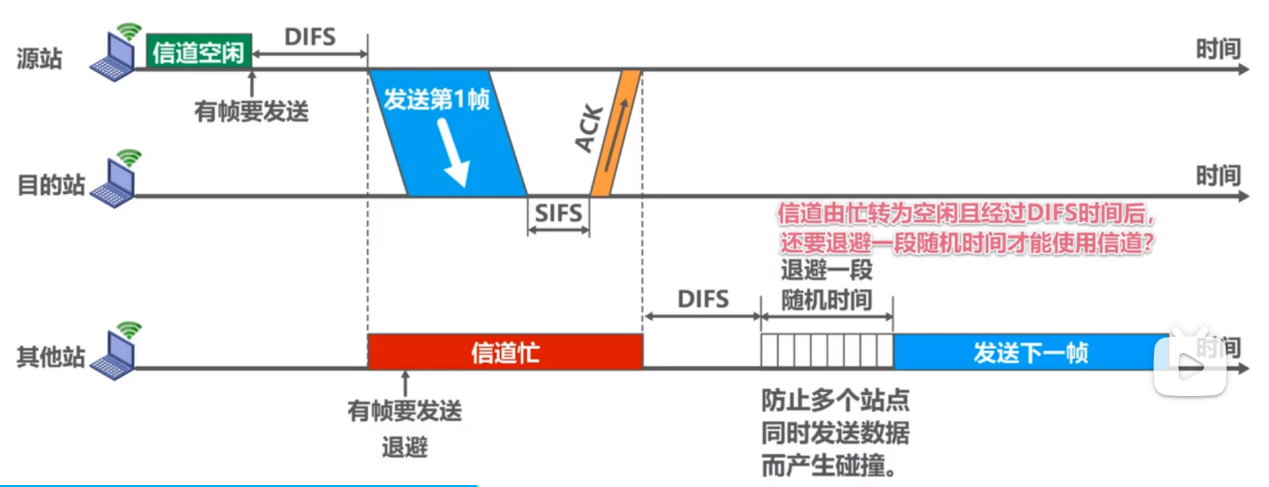 源站
信道空闲
DIFS
时间
有帧要发送
发送第1帧
ACK
目的站
时间
SIFS
信道由忙转为空闲且经过DIFS时间后，
还要退避一段随机时间才能使用信道？
退避一段
随机时间
DIFS
其他站
信道忙
发送下一帧
时间
有帧要发送
退避
防止多个站点
同时发送数据
而产生碰撞。